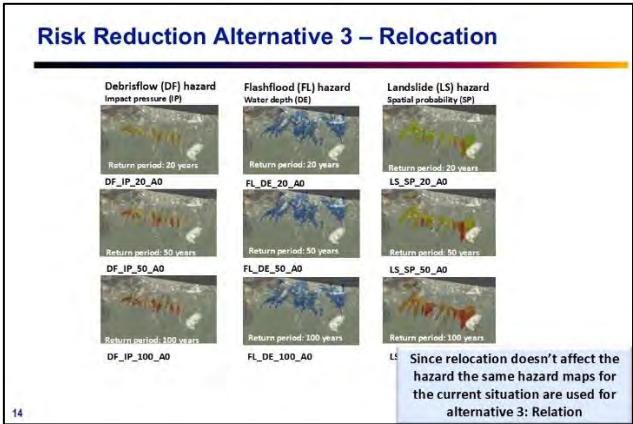 Risk Reduction Alternative 3 – Relocation
Debrisflow (DF) hazard
Impact pressure (IP)
Flashflood (FL) hazard
Water depth (DE)
Landslide (LS) hazard
Spatial probability (SP)
Return period: 20 years
Return period: 20 years
Return period: 20 years
DF_IP_20_A0
FL_DE_20_A0
LS_SP_20_A0
Return period: 50 years
Return period: 50 years
Return period: 50 years
DF_IP_50_A0
FL_DE_50_A0
LS_SP_50_A0
Return period: 100 years
Return period: 100 years
Return period: 100 years
DF_IP_100_A0
FL_DE_100_A0
LS
Since relocation doesn't affect the
hazard the same hazard maps for
the current situation are used for
alternative 3: Relation
14